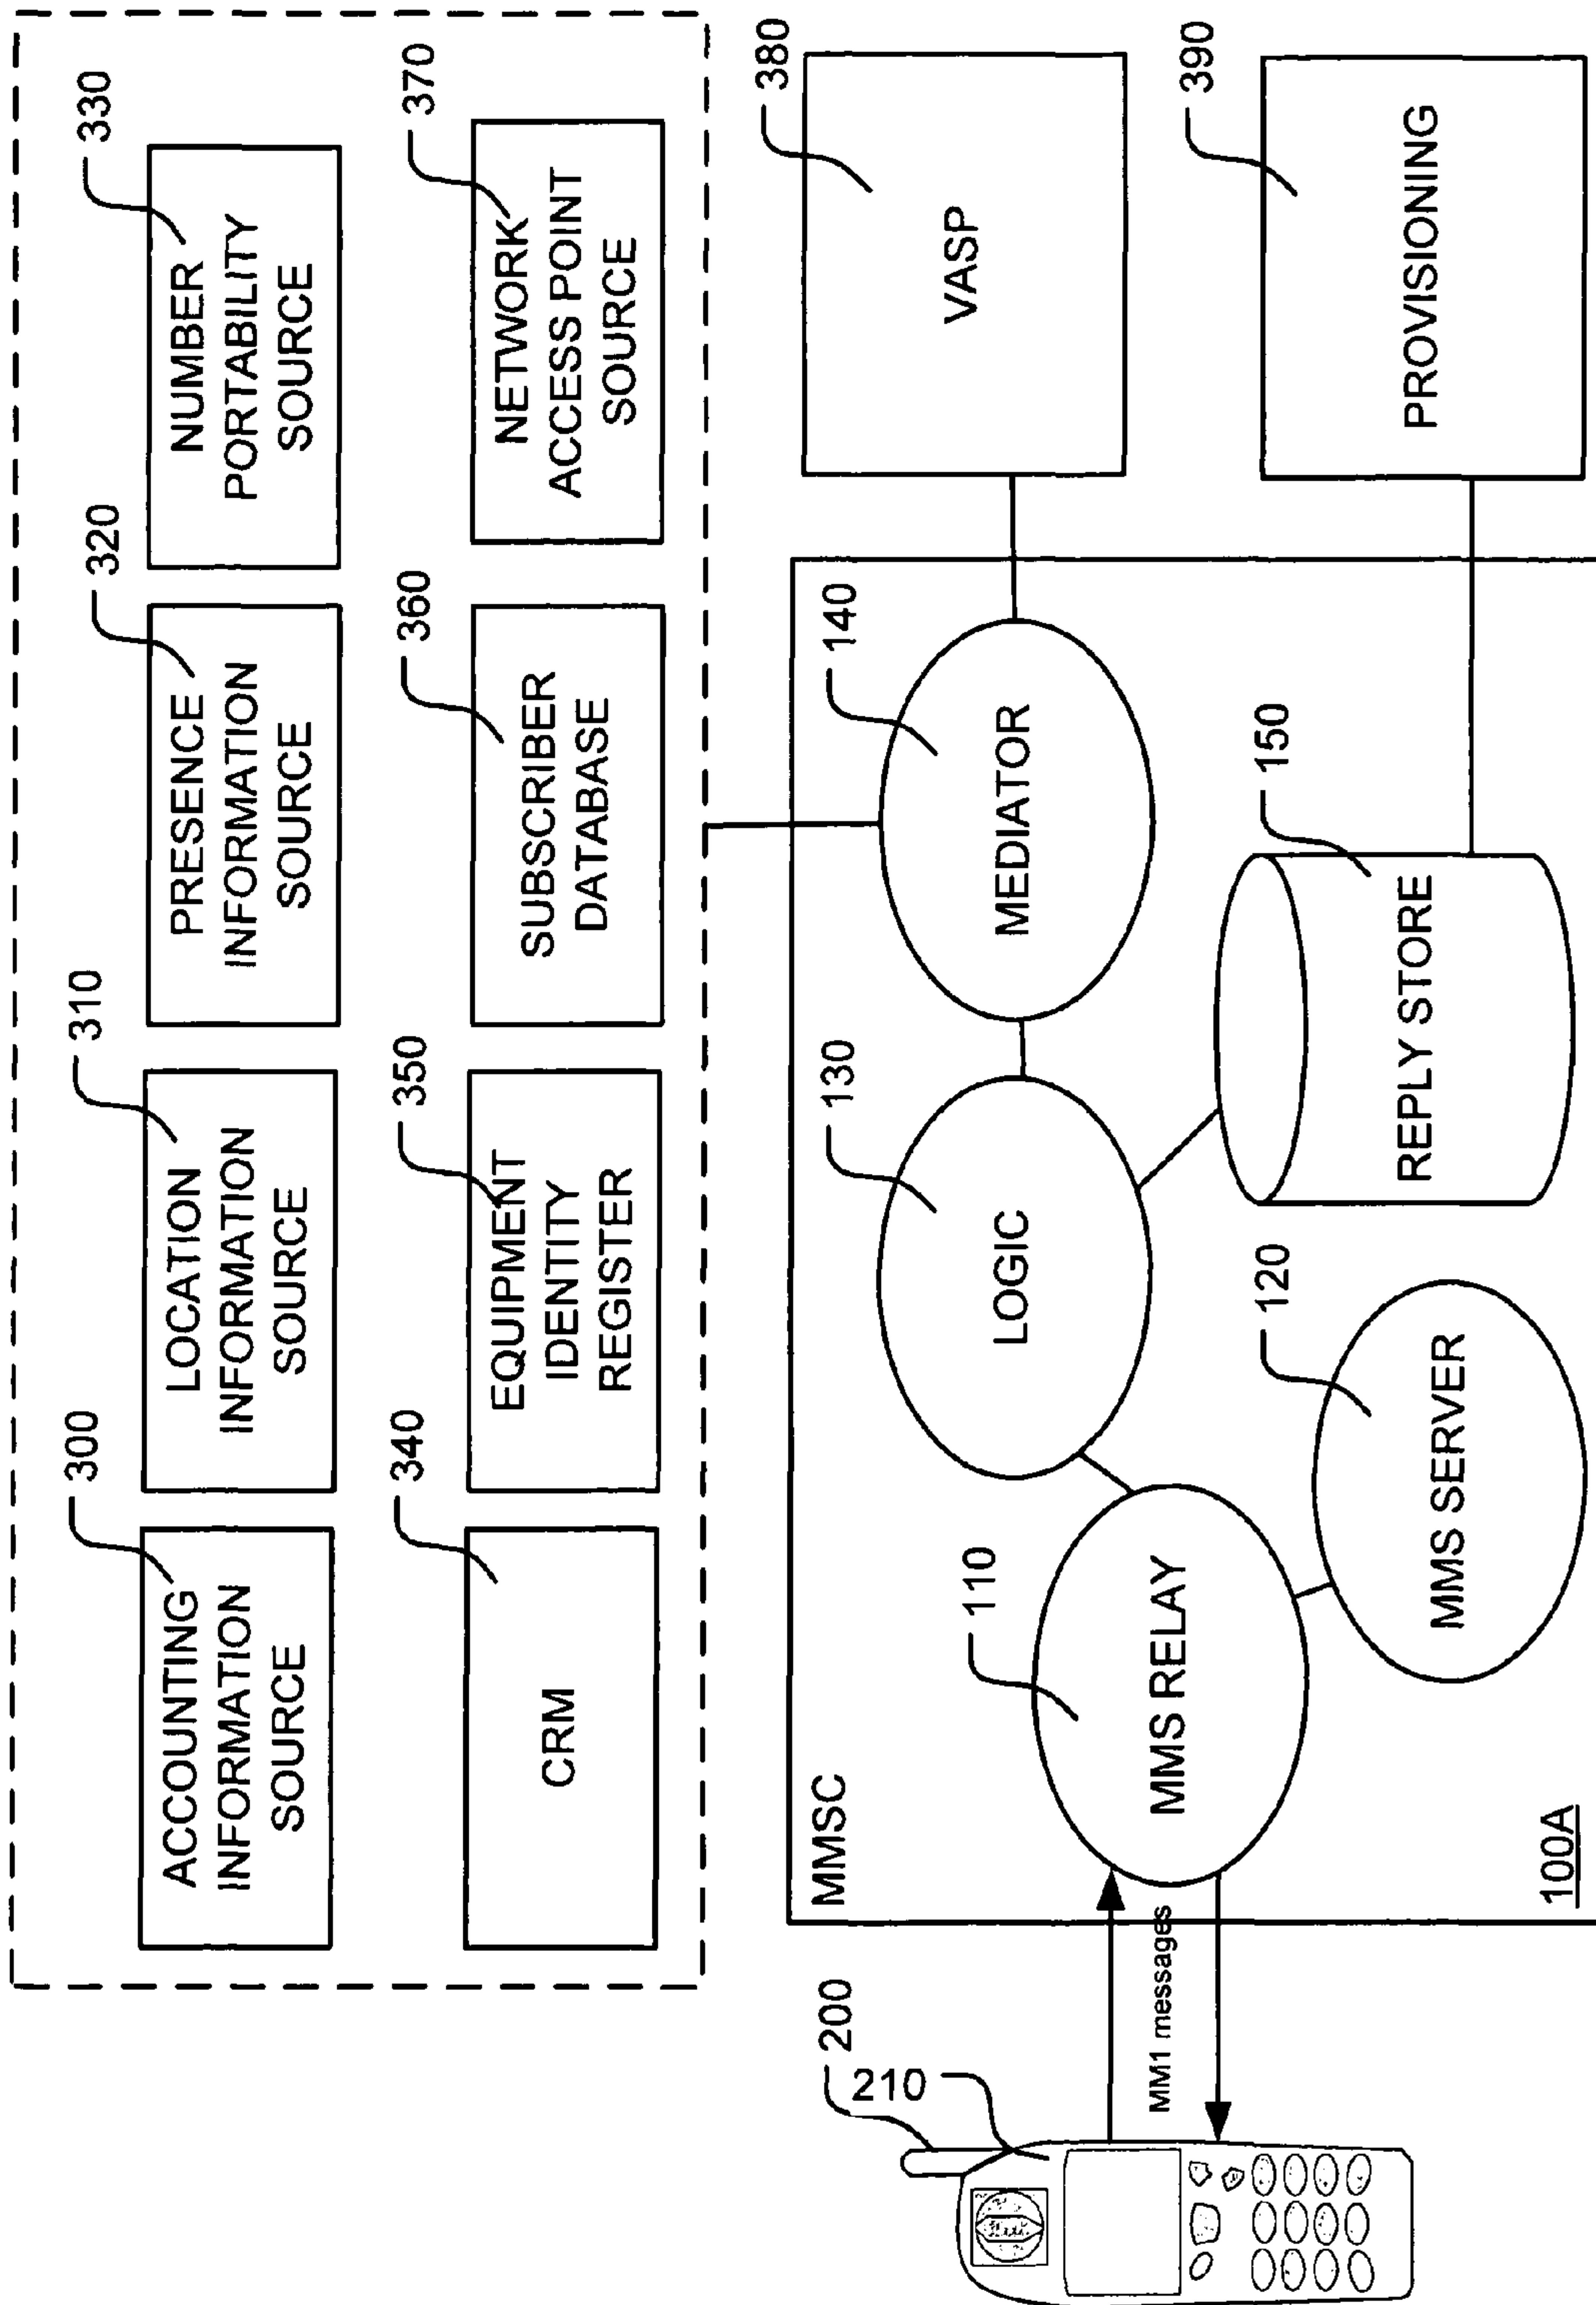 300
310
320
330
ACCOUNTING
INFORMATION
SOURCE
LOCATION
INFORMATION
SOURCE
PRESENCE
INFORMATION
SOURCE
NUMBER
PORTABILITY
SOURCE
340
350
360
370
CRM
EQUIPMENT
IDENTITY
REGISTER
SUBSCRIBER
DATABASE
NETWORK
ACCESS POINT
SOURCE
MMSC
200
210
MM1 messages
110
MMS RELAY
130
LOGIC
140
MEDIATOR
380
VASP
120
MMS SERVER
150
REPLY STORE
390
PROVISIONING
100A